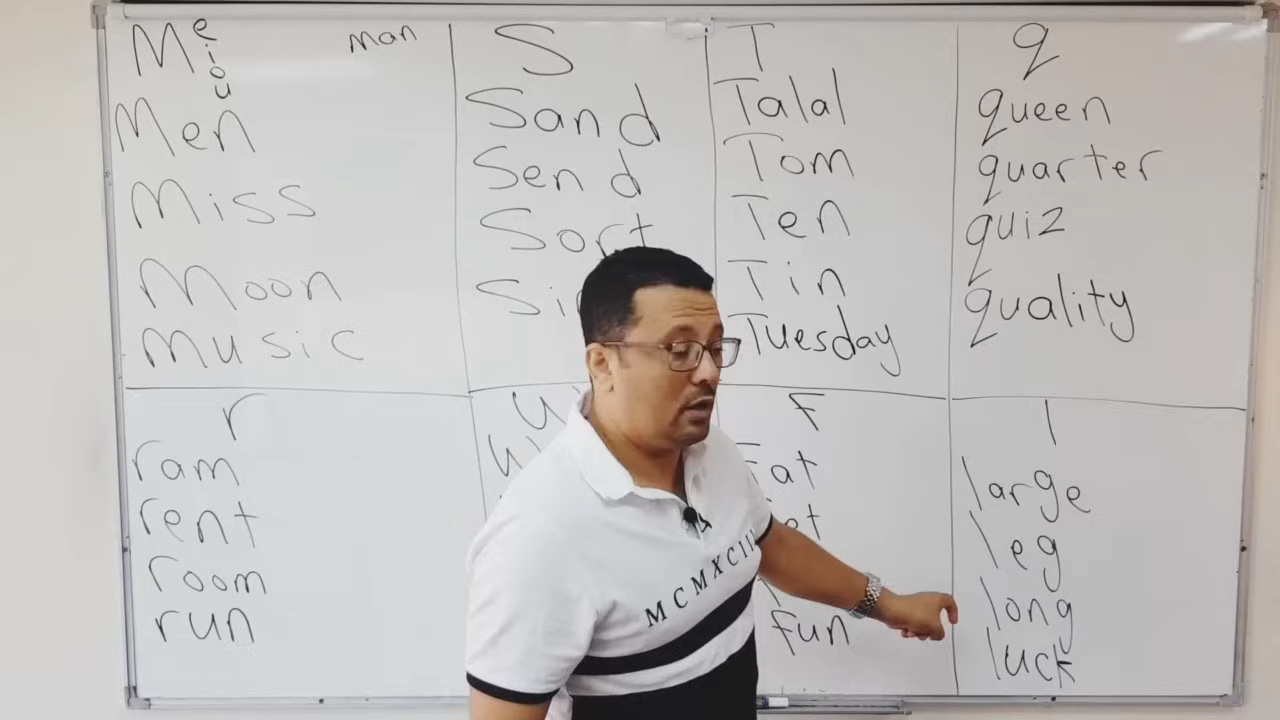 M e i o u man
Men
Miss
Moon
Music
S
Sand
Send
Sort
T
Talal
Tom
Ten
Tin
Tuesday
q
queen
quarter
quiz
quality
r
ram
rent
room
run
F
Fat
Fun
l
large
leg
long
luck
MCMXCIII